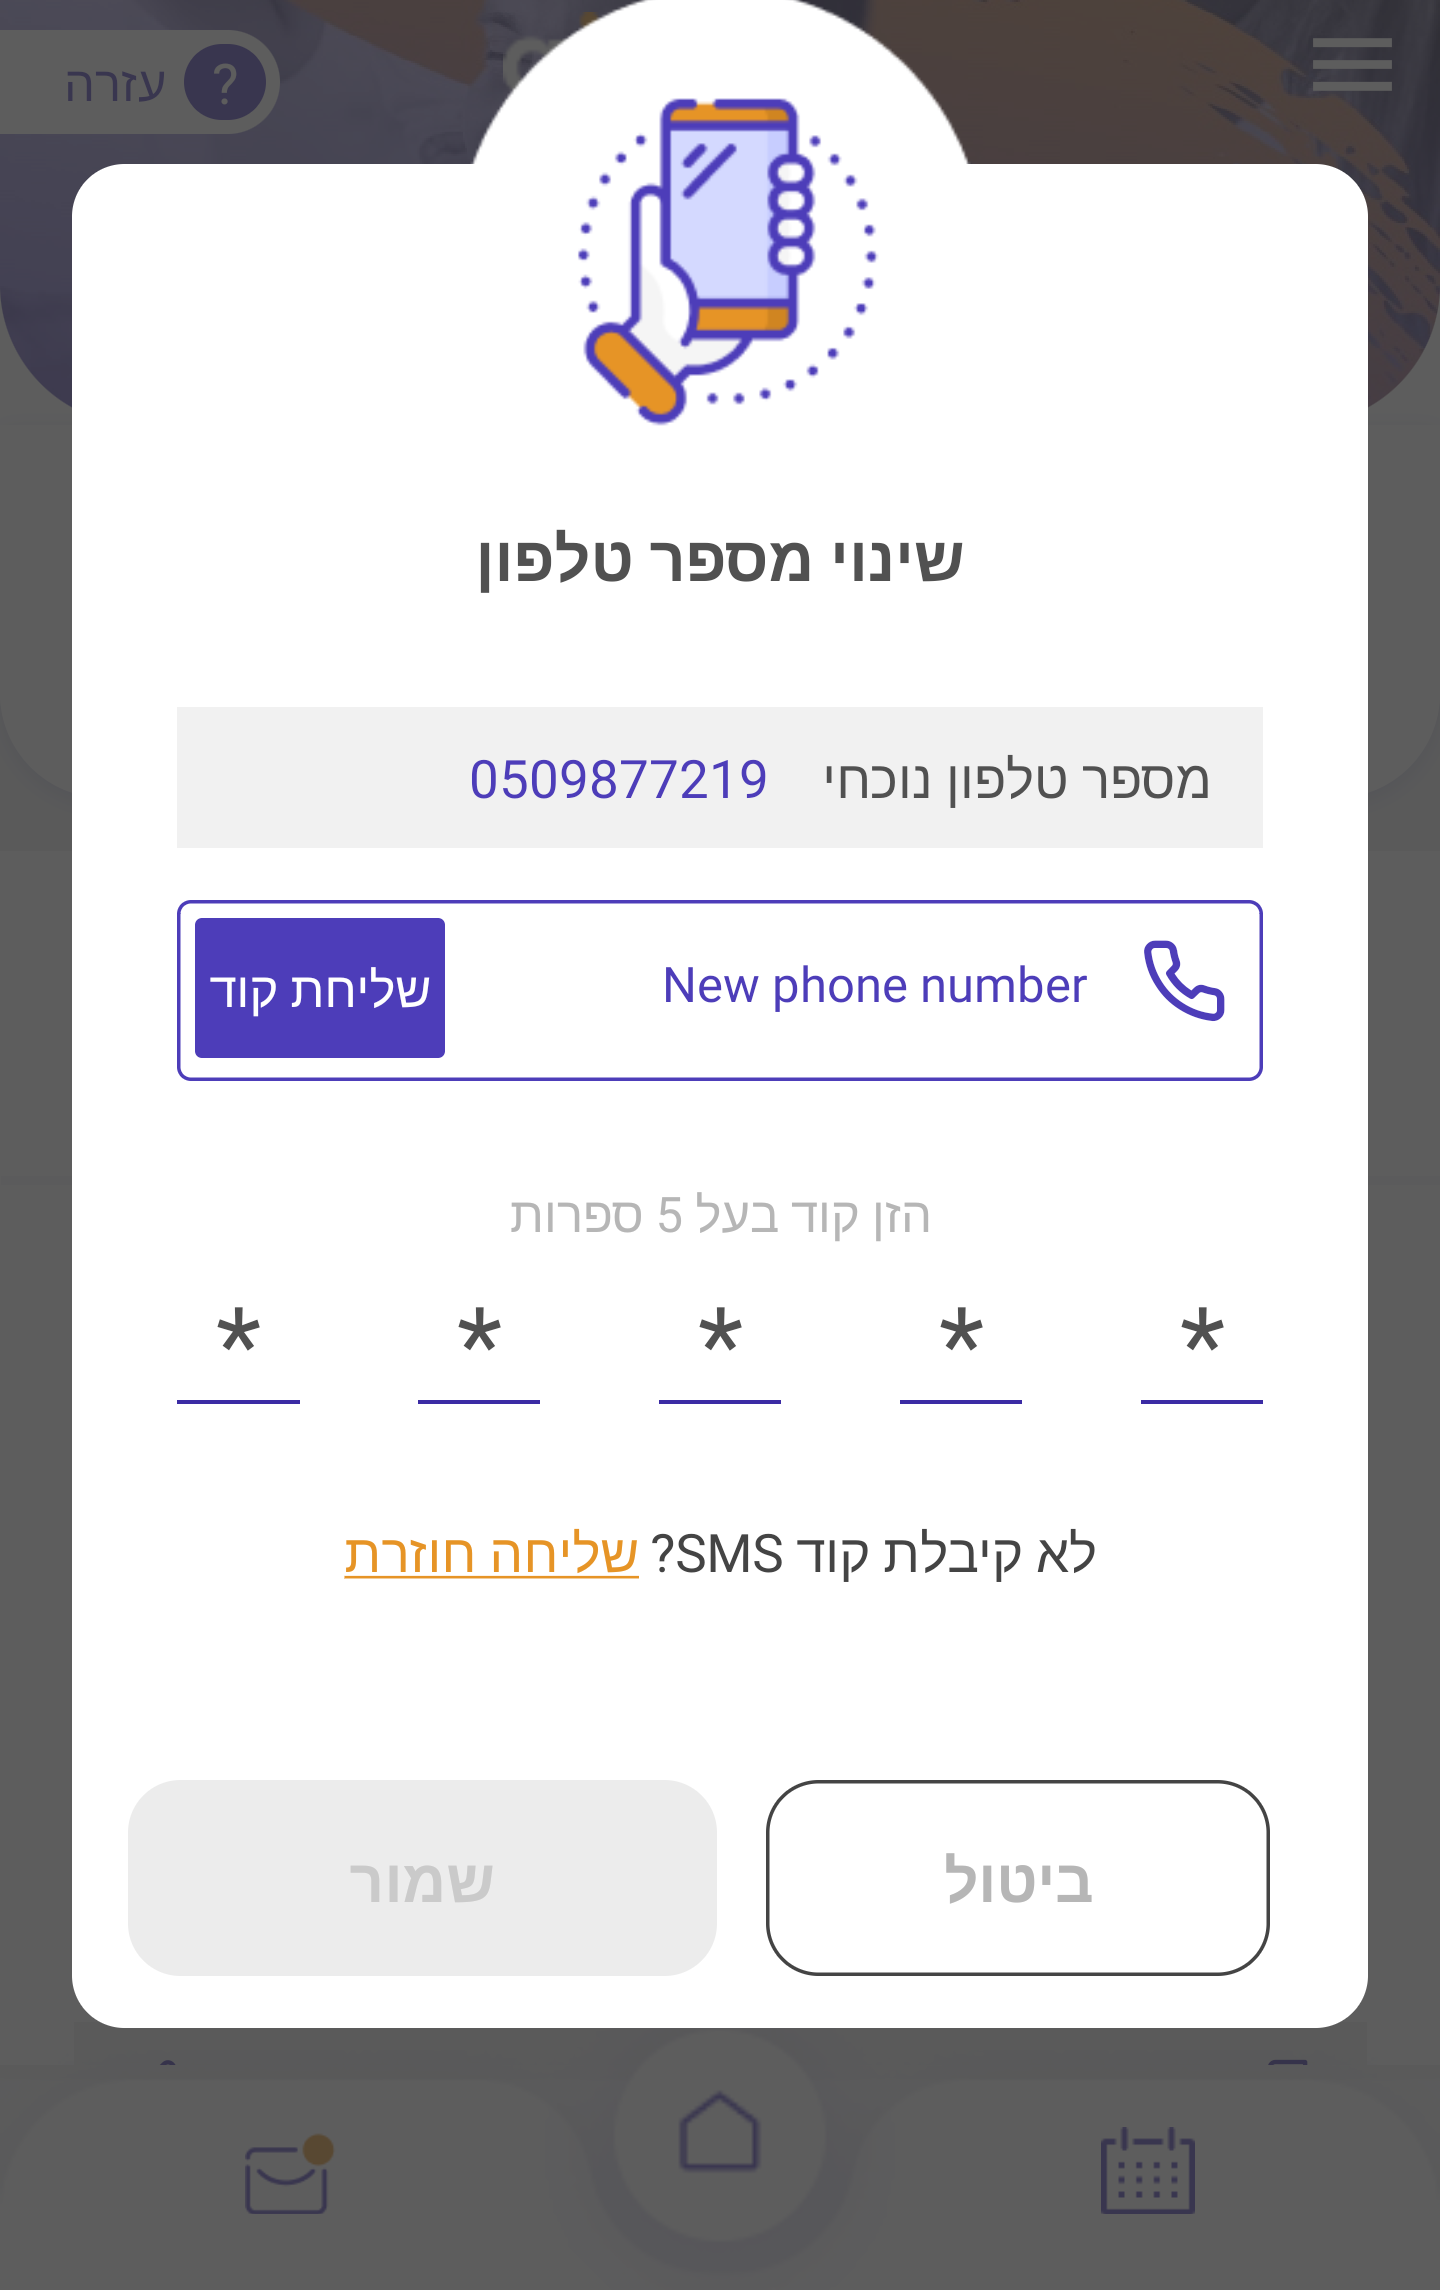 ? עזרה
שינוי מספר טלפון
מספר טלפון נוכחי 0509877219
New phone number
שליחת קוד
הזן קוד בעל 5 ספרות
* * * * *
לא קיבלת קוד SMS? שליחה חוזרת
ביטול
שמור